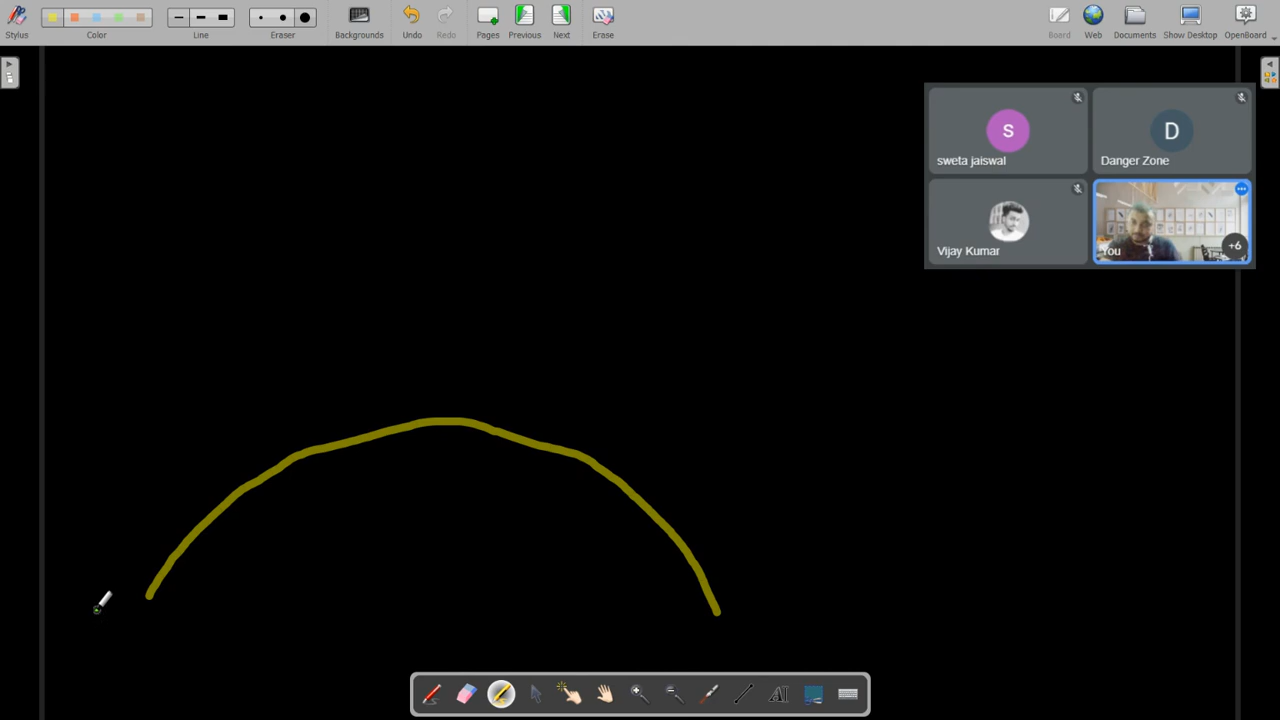 Stylus Color Line Eraser Backgrounds Undo Redo Pages Previous Next Erase Board Web Documents Show Desktop OpenBoard
S D
sweta jaiswal Danger Zone
Vijay Kumar You +6
AI